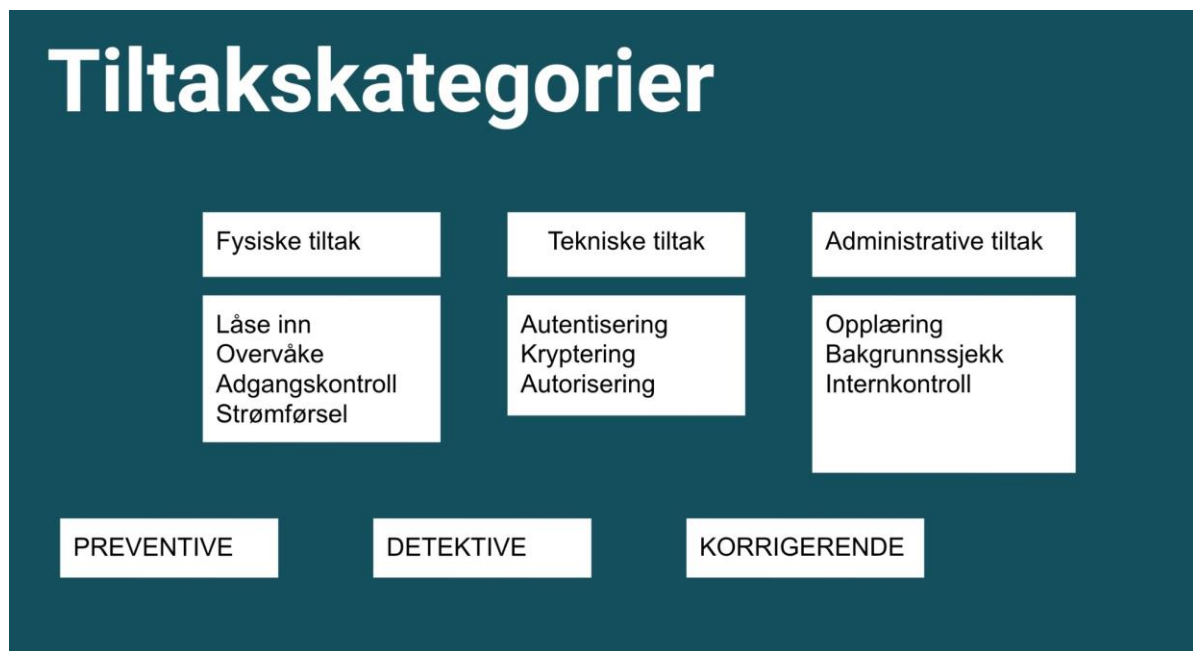 Tiltakskategorier
Fysiske tiltak
Låse inn
Overvåke
Adgangskontroll
Strømførsel
Tekniske tiltak
Autentisering
Kryptering
Autorisering
Administrative tiltak
Opplæring
Bakgrunnssjekk
Internkontroll
PREVENTIVE
DETEKTIVE
KORRIGERENDE